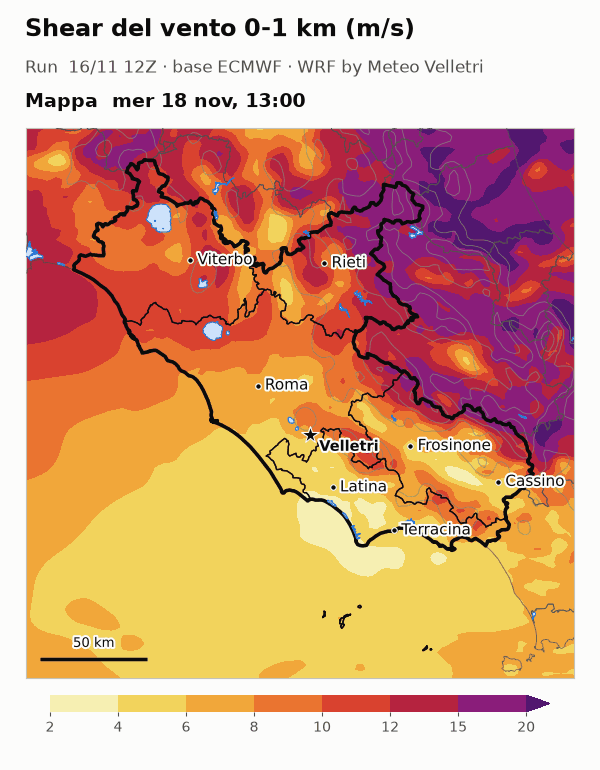 Shear del vento 0-1 km (m/s)
Run  16/11 12Z · base ECMWF · WRF by Meteo Velletri
Mappa  mer 18 nov, 13:00
Viterbo
Rieti
Roma
Velletri
Frosinone
Cassino
Latina
Terracina
50 km
2 4 6 8 10 12 15 20